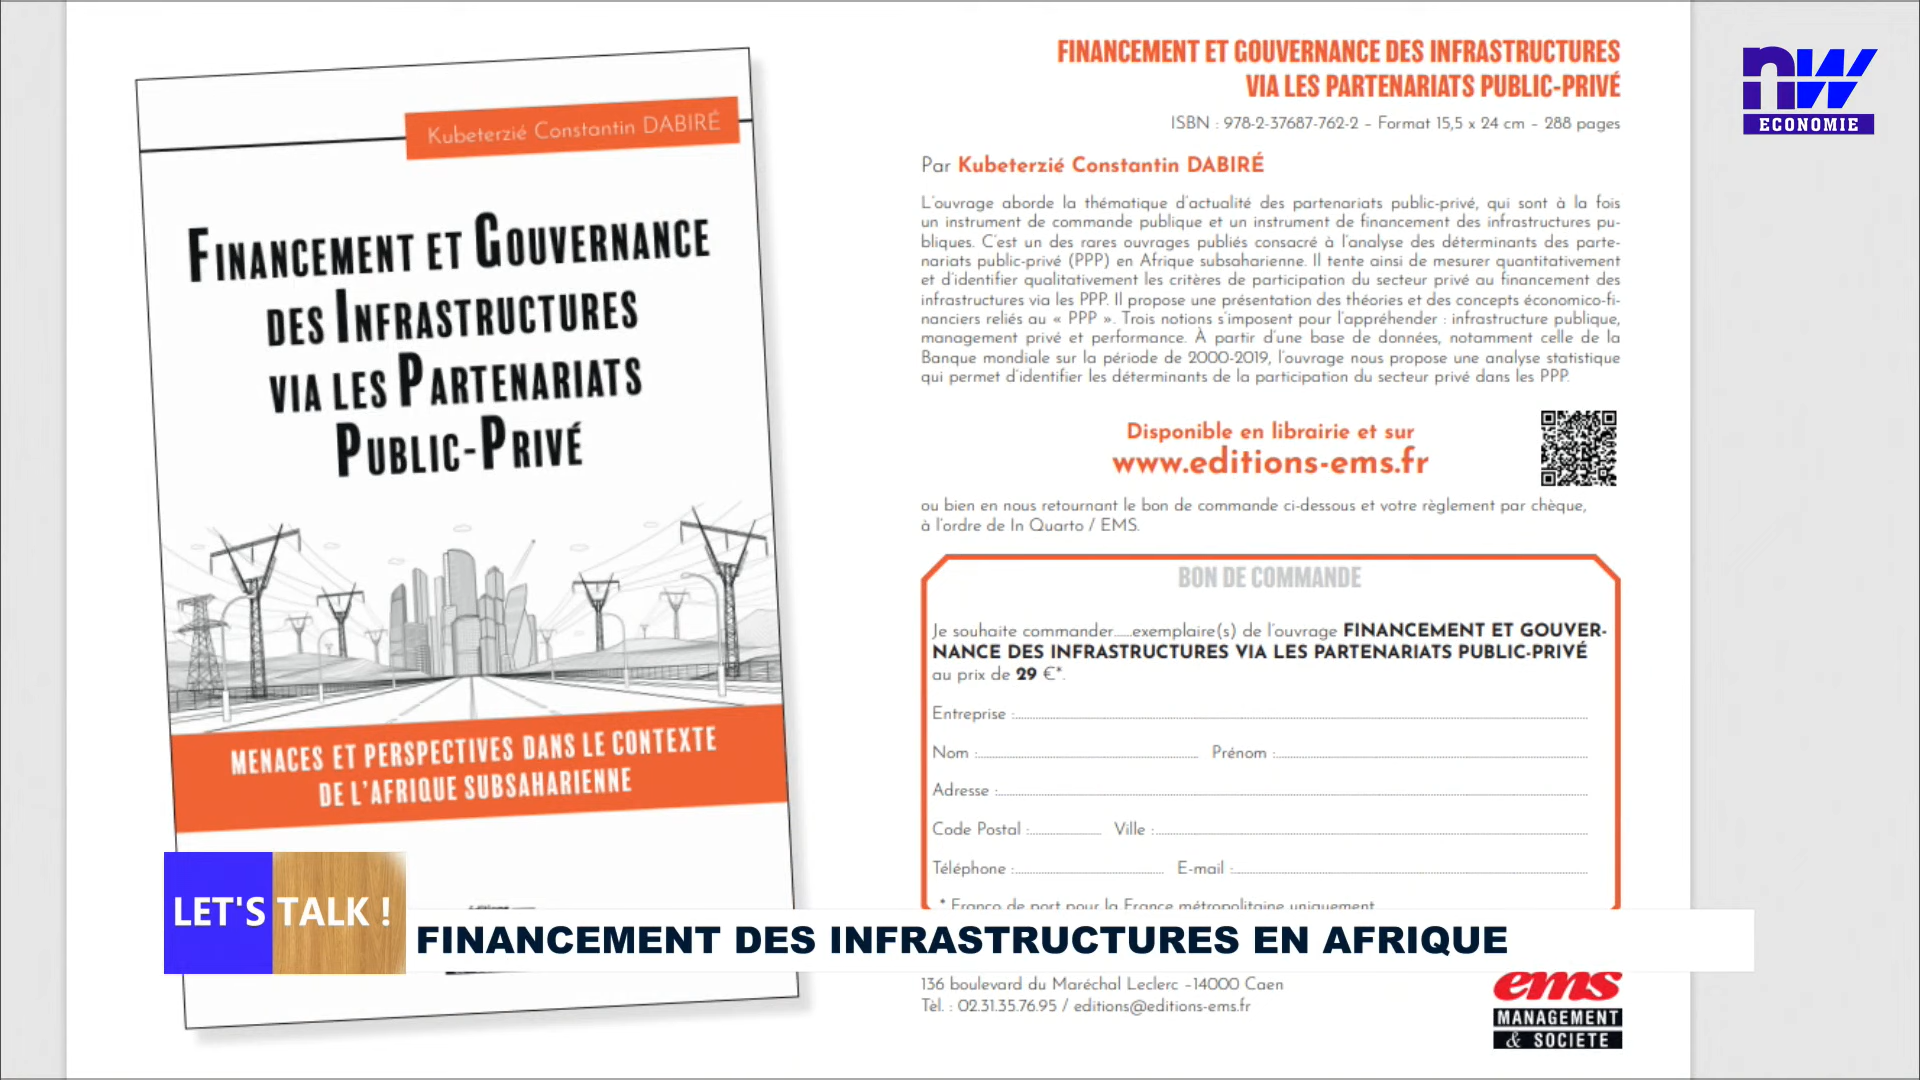 Kubeterzié Constantin DABIRÉ
FINANCEMENT ET GOUVERNANCE
DES INFRASTRUCTURES
VIA LES PARTENARIATS
PUBLIC-PRIVÉ
MENACES ET PERSPECTIVES DANS LE CONTEXTE
DE L'AFRIQUE SUBSAHARIENNE
FINANCEMENT ET GOUVERNANCE DES INFRASTRUCTURES
VIA LES PARTENARIATS PUBLIC-PRIVÉ
ISBN : 978-2-37687-762-2 – Format 15,5 x 24 cm – 288 pages
Par Kubeterzié Constantin DABIRÉ
L'ouvrage aborde la thématique d'actualité des partenariats public-privé, qui sont à la fois
un instrument de commande publique et un instrument de financement des infrastructures pu-
bliques. C'est un des rares ouvrages publiés consacré à l'analyse des déterminants des parte-
nariats public-privé (PPP) en Afrique subsaharienne. Il tente ainsi de mesurer quantitativement
et d'identifier qualitativement les critères de participation du secteur privé au financement des
infrastructures via les PPP. Il propose une présentation des théories et des concepts économico-fi-
nanciers reliés au « PPP ». Trois notions s'imposent pour l'appréhender : infrastructure publique,
management privé et performance. À partir d'une base de données, notamment celle de la
Banque mondiale sur la période de 2000-2019, l'ouvrage nous propose une analyse statistique
qui permet d'identifier les déterminants de la participation du secteur privé dans les PPP.
Disponible en librairie et sur
www.editions-ems.fr
ou bien en nous retournant le bon de commande ci-dessous et votre règlement par chèque,
à l'ordre de In Quarto / EMS.
BON DE COMMANDE
Je souhaite commander......exemplaire(s) de l'ouvrage FINANCEMENT ET GOUVER-
NANCE DES INFRASTRUCTURES VIA LES PARTENARIATS PUBLIC-PRIVÉ
au prix de 29 €*.
Entreprise :
Nom : Prénom :
Adresse :
Code Postal : Ville :
Téléphone : E-mail :
* Franco de port pour la France métropolitaine uniquement
136 boulevard du Maréchal Leclerc –14000 Caen
Tèl. : 02.31.35.76.95 / editions@editions-ems.fr
ems
MANAGEMENT
& SOCIETE
nw
ECONOMIE
LET'S TALK !
FINANCEMENT DES INFRASTRUCTURES EN AFRIQUE